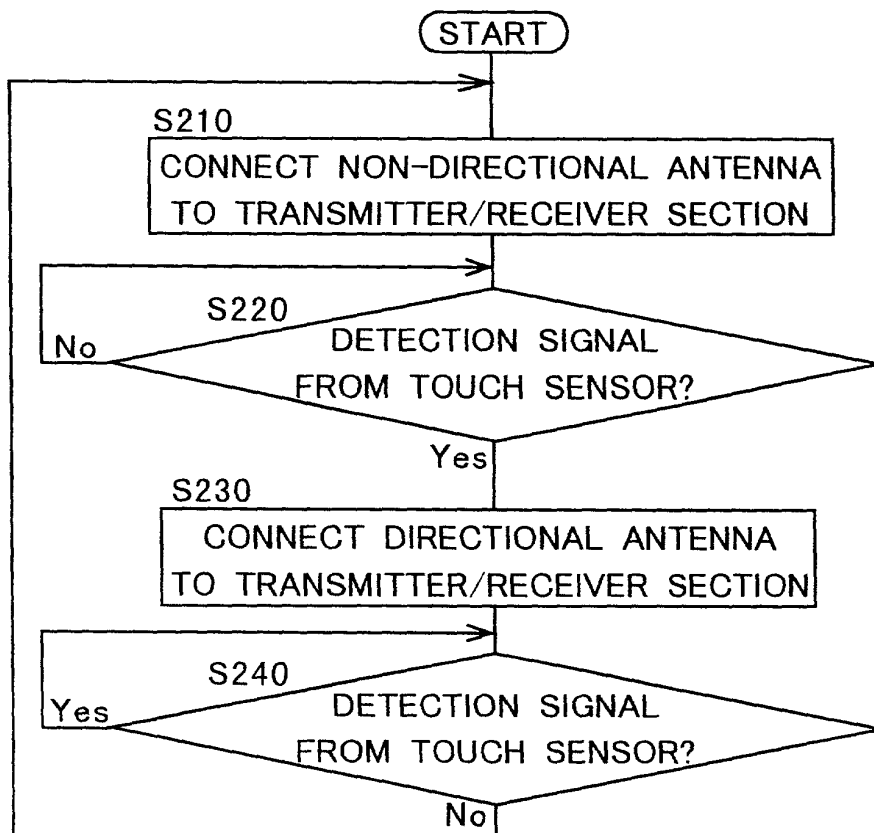 START
S210
CONNECT NON-DIRECTIONAL ANTENNA
TO TRANSMITTER/RECEIVER SECTION
S220
No
DETECTION SIGNAL
FROM TOUCH SENSOR?
Yes
S230
CONNECT DIRECTIONAL ANTENNA
TO TRANSMITTER/RECEIVER SECTION
S240
Yes
DETECTION SIGNAL
FROM TOUCH SENSOR?
No